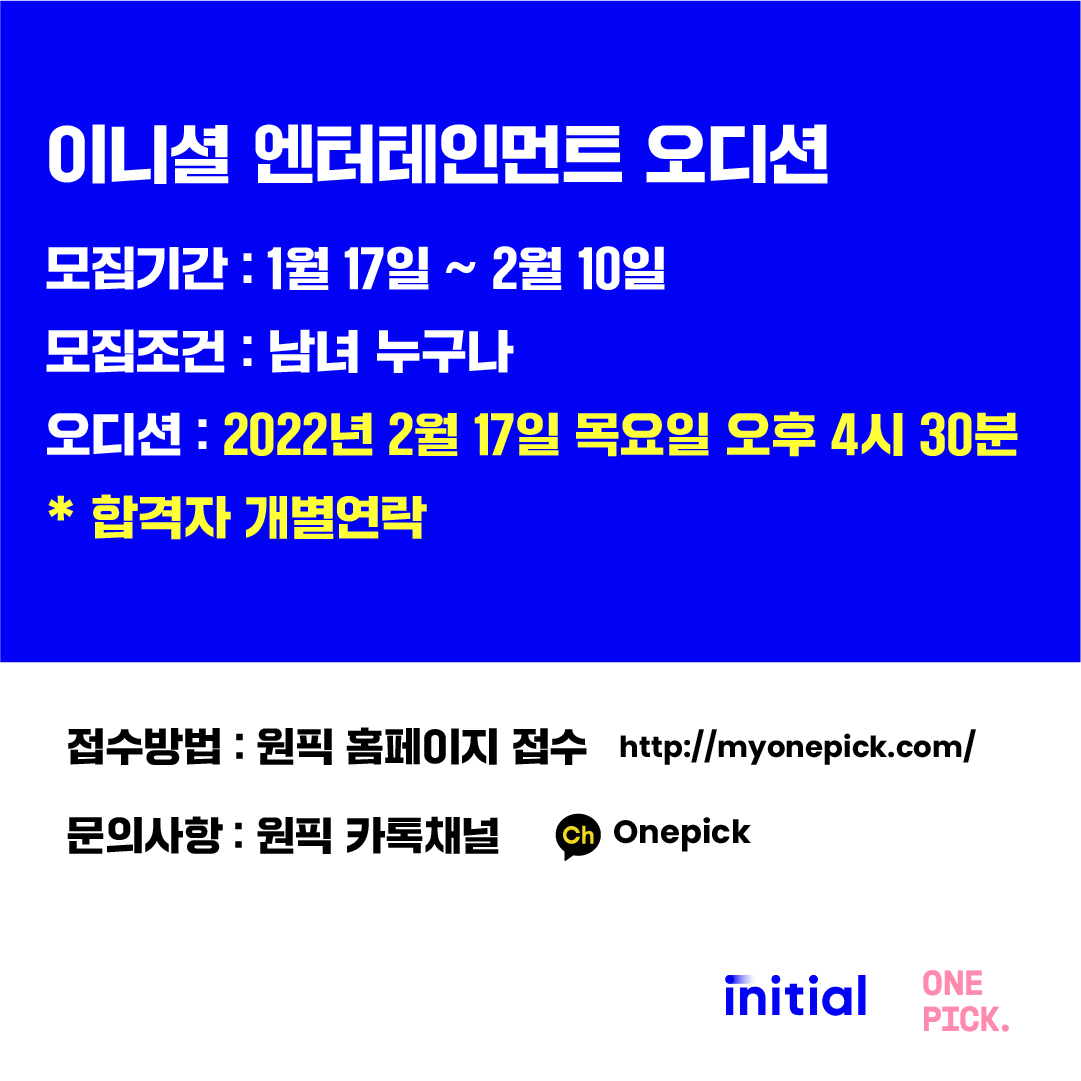 이니셜 엔터테인먼트 오디션
모집기간 : 1월 17일 ~ 2월 10일
모집조건 : 남녀 누구나
오디션 : 2022년 2월 17일 목요일 오후 4시 30분
* 합격자 개별연락
접수방법 : 원픽 홈페이지 접수 http://myonepick.com/
문의사항 : 원픽 카톡채널 Ch Onepick
initial
ONE
PICK.